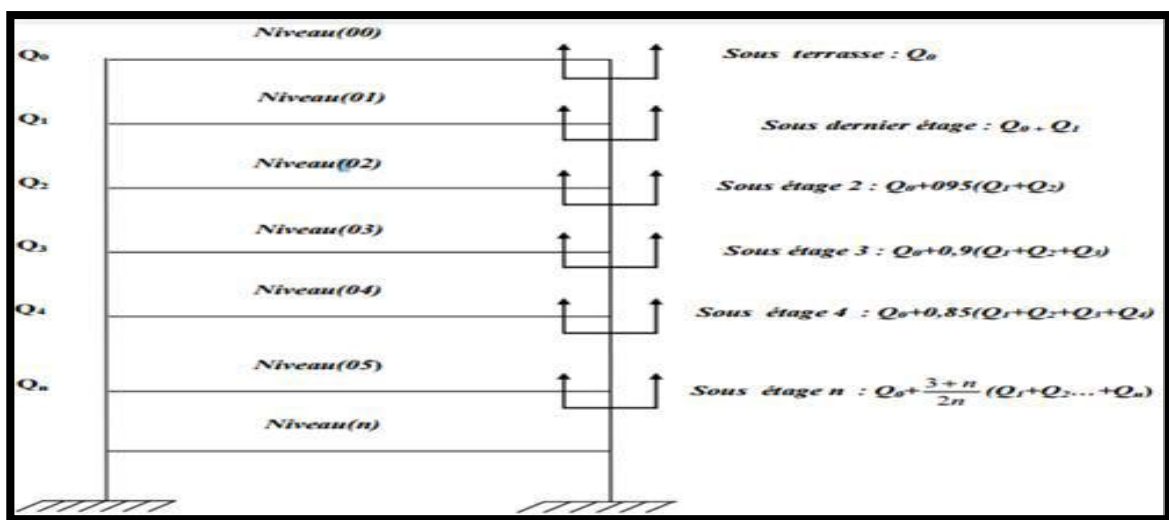 Niveau(00)
Q₀
Sous terrasse : Q₀
Niveau(01)
Q₁
Sous dernier étage : Q₀ + Q₁
Niveau(02)
Q₂
Sous étage 2 : Q₀+095(Q₁+Q₂)
Niveau(03)
Q₃
Sous étage 3 : Q₀+0,9(Q₁+Q₂+Q₃)
Niveau(04)
Q₄
Sous étage 4 : Q₀+0,85(Q₁+Q₂+Q₃+Q₄)
Niveau(05)
Qₙ
Sous étage n : Q₀+\frac{3+n}{2n}(Q₁+Q₂...+Qₙ)
Niveau(n)